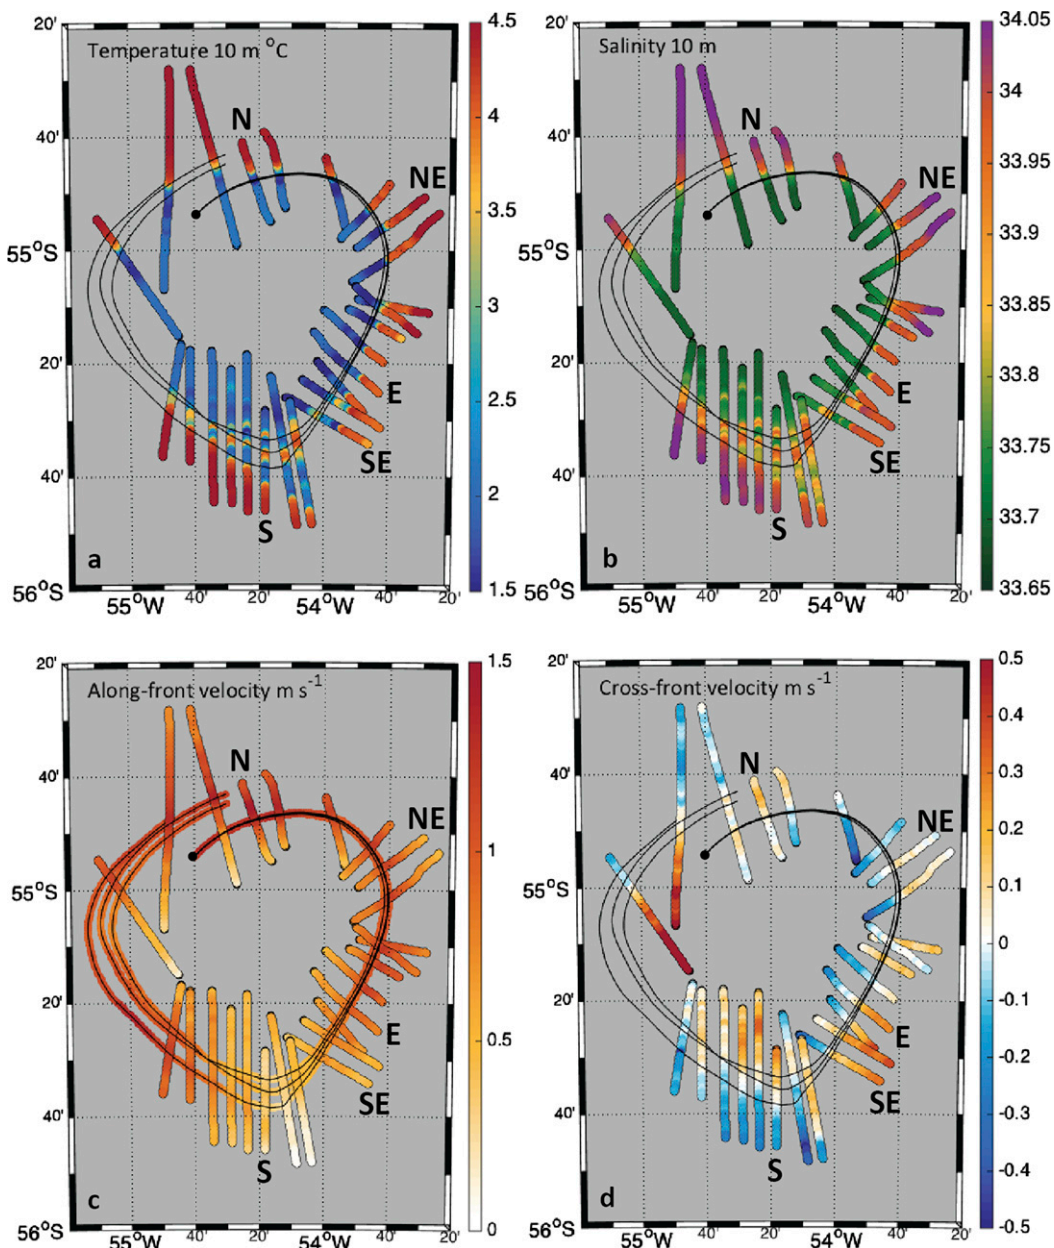 20'
Temperature 10 m °C
N
NE
E
SE
S
a
40'
55°S
20'
40'
56°S
55°W
40'
20'
54°W
40'
20'
4.5
4
3.5
3
2.5
2
1.5
20'
Salinity 10 m
N
NE
E
SE
S
b
40'
55°S
20'
40'
56°S
55°W
40'
20'
54°W
40'
20'
34.05
34
33.95
33.9
33.85
33.8
33.75
33.7
33.65
20'
Along-front velocity m s-1
N
NE
E
SE
S
c
40'
55°S
20'
40'
56°S
55°W
40'
20'
54°W
40'
20'
1.5
1
0.5
0
20'
Cross-front velocity m s-1
N
NE
E
SE
S
d
40'
55°S
20'
40'
56°S
55°W
40'
20'
54°W
40'
20'
0.5
0.4
0.3
0.2
0.1
0
-0.1
-0.2
-0.3
-0.4
-0.5